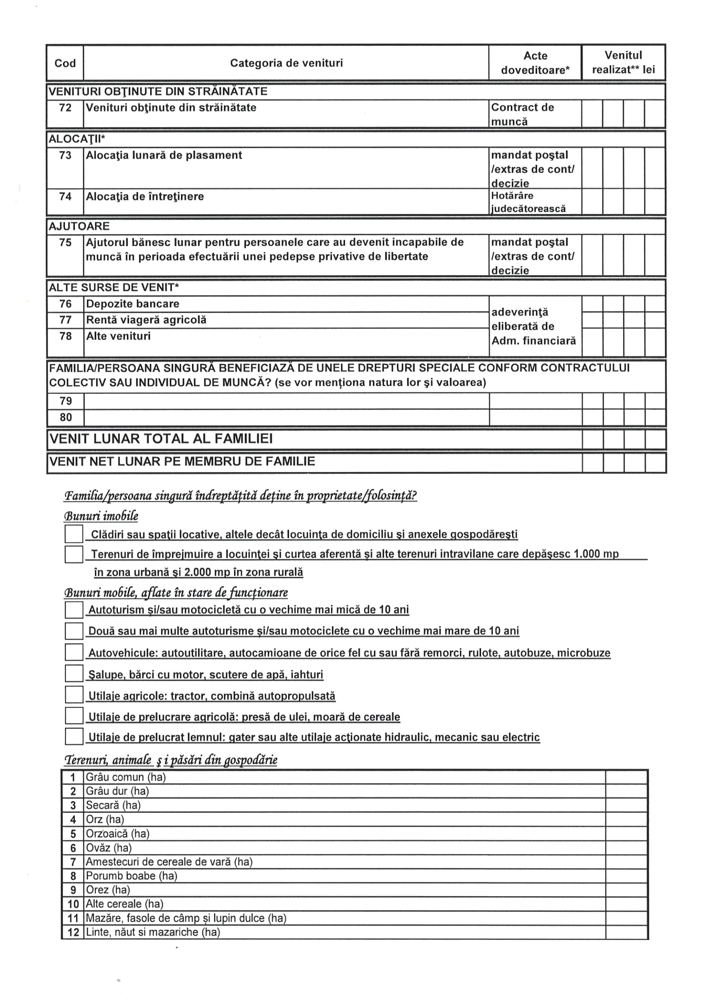 Cod
Categoria de venituri
Acte
doveditoare*
Venitul
realizat** lei
VENITURI OBŢINUTE DIN STRĂINĂTATE
72
Venituri obţinute din străinătate
Contract de
muncă
ALOCAŢII*
73
Alocaţia lunară de plasament
mandat poştal
/extras de cont/
decizie
74
Alocaţia de întreţinere
Hotărâre
judecătorească
AJUTOARE
75
Ajutorul bănesc lunar pentru persoanele care au devenit incapabile de
muncă în perioada efectuării unei pedepse privative de libertate
mandat poştal
/extras de cont/
decizie
ALTE SURSE DE VENIT*
76
Depozite bancare
77
Rentă viageră agricolă
78
Alte venituri
adeverinţă
eliberată de
Adm. financiară
FAMILIA/PERSOANA SINGURĂ BENEFICIAZĂ DE UNELE DREPTURI SPECIALE CONFORM CONTRACTULUI
COLECTIV SAU INDIVIDUAL DE MUNCĂ? (se vor menționa natura lor şi valoarea)
79
80
VENIT LUNAR TOTAL AL FAMILIEI
VENIT NET LUNAR PE MEMBRU DE FAMILIE
Familia/persoana singură îndreptățită deține în proprietate/folosință?
Bunuri imobile
Clădiri sau spaţii locative, altele decât locuinţa de domiciliu şi anexele gospodăreşti
Terenuri de împrejmuire a locuinţei şi curtea aferentă şi alte terenuri intravilane care depăşesc 1.000 mp
în zona urbană şi 2.000 mp în zona rurală
Bunuri mobile, aflate în stare de funcționare
Autoturism şi/sau motocicletă cu o vechime mai mică de 10 ani
Două sau mai multe autoturisme şi/sau motociclete cu o vechime mai mare de 10 ani
Autovehicule: autoutilitare, autocamioane de orice fel cu sau fără remorci, rulote, autobuze, microbuze
Şalupe, bărci cu motor, scutere de apă, iahturi
Utilaje agricole: tractor, combină autopropulsată
Utilaje de prelucrare agricolă: presă de ulei, moară de cereale
Utilaje de prelucrat lemnul: gater sau alte utilaje acţionate hidraulic, mecanic sau electric
Terenuri, animale ş i păsări din gospodărie
1 Grâu comun (ha)
2 Grâu dur (ha)
3 Secară (ha)
4 Orz (ha)
5 Orzoaică (ha)
6 Ovăz (ha)
7 Amestecuri de cereale de vară (ha)
8 Porumb boabe (ha)
9 Orez (ha)
10 Alte cereale (ha)
11 Mazăre, fasole de câmp și lupin dulce (ha)
12 Linte, năut si mazariche (ha)